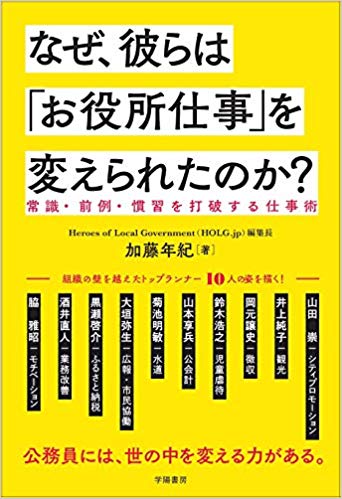 なぜ、彼らは
「お役所仕事」を
変えられたのか?
常識・前例・慣習を打破する仕事術
Heroes of Local Government(HOLG.jp)編集長
加藤年紀[著]
組織の壁を越えたトップランナー10人の姿を描く!
山田 崇―シティプロモーション
井上純子―観光
岡元譲史―徴収
鈴木浩之―児童虐待
山本享兵―公会計
菊池明敏―水道
大垣弥生―広報・市民協働
黒瀬啓介―ふるさと納税
酒井直人―業務改善
脇 雅昭―モチベーション
公務員には、世の中を変える力がある。
学陽書房